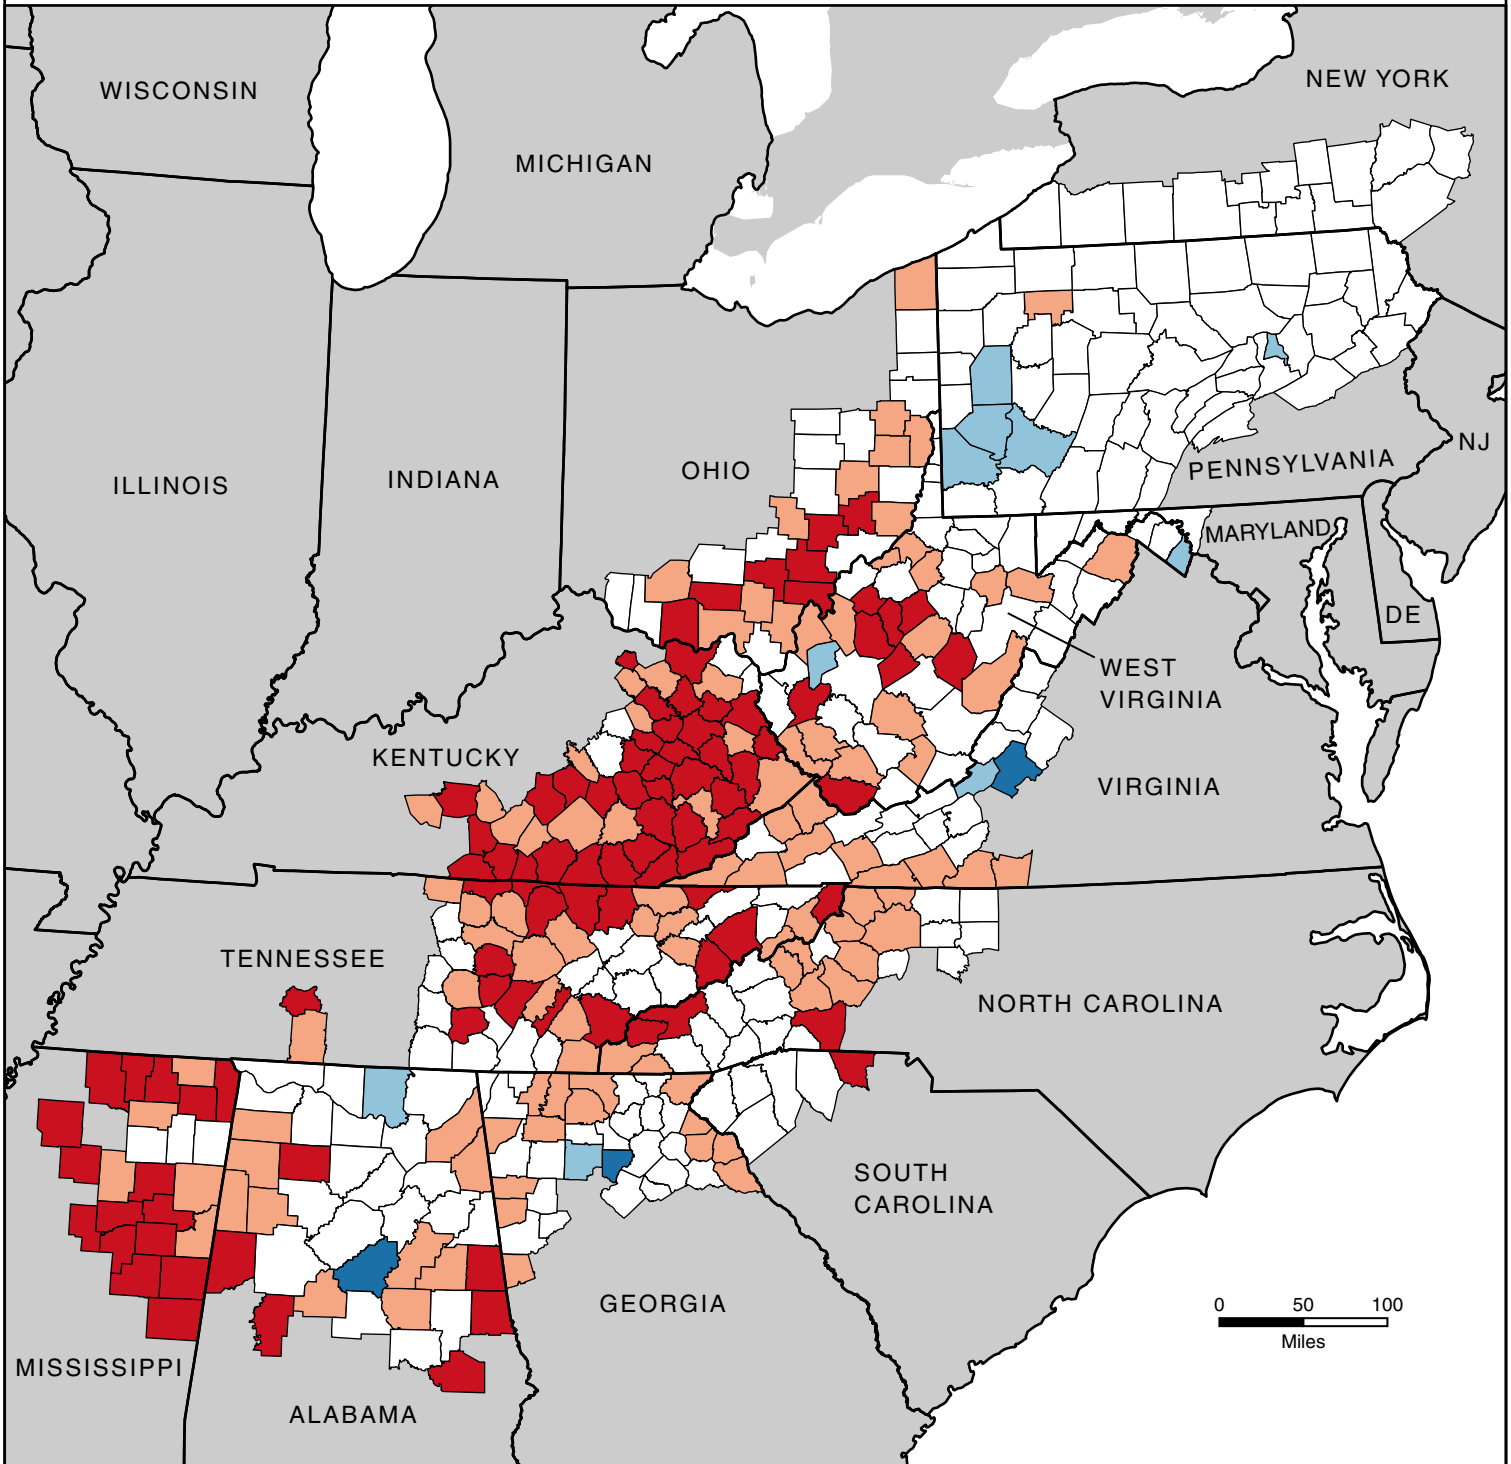 WISCONSIN
MICHIGAN
NEW YORK
ILLINOIS
INDIANA
OHIO
PENNSYLVANIA
NJ
MARYLAND
DE
WEST
VIRGINIA
KENTUCKY
VIRGINIA
TENNESSEE
NORTH CAROLINA
SOUTH
CAROLINA
GEORGIA
0 50 100
Miles
MISSISSIPPI
ALABAMA